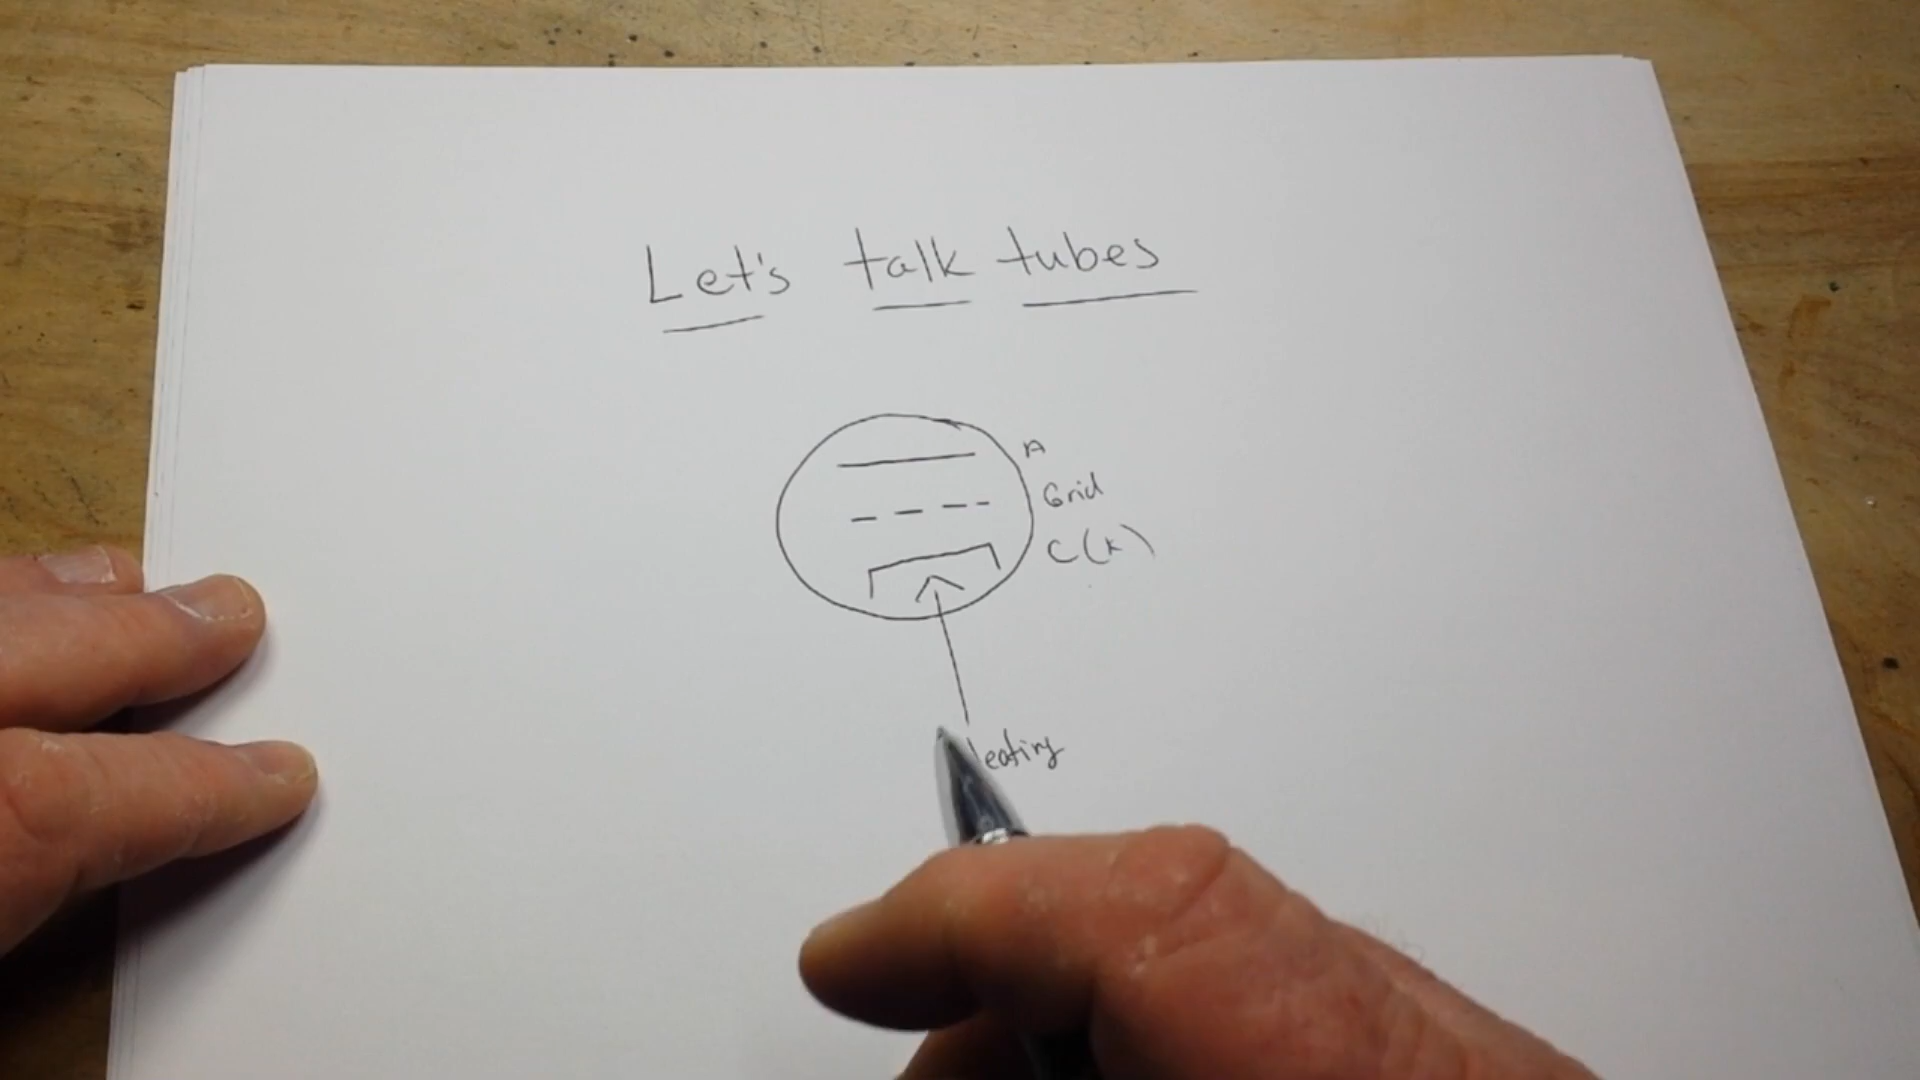 Let's talk tubes
A
Grid
C(K)
eating